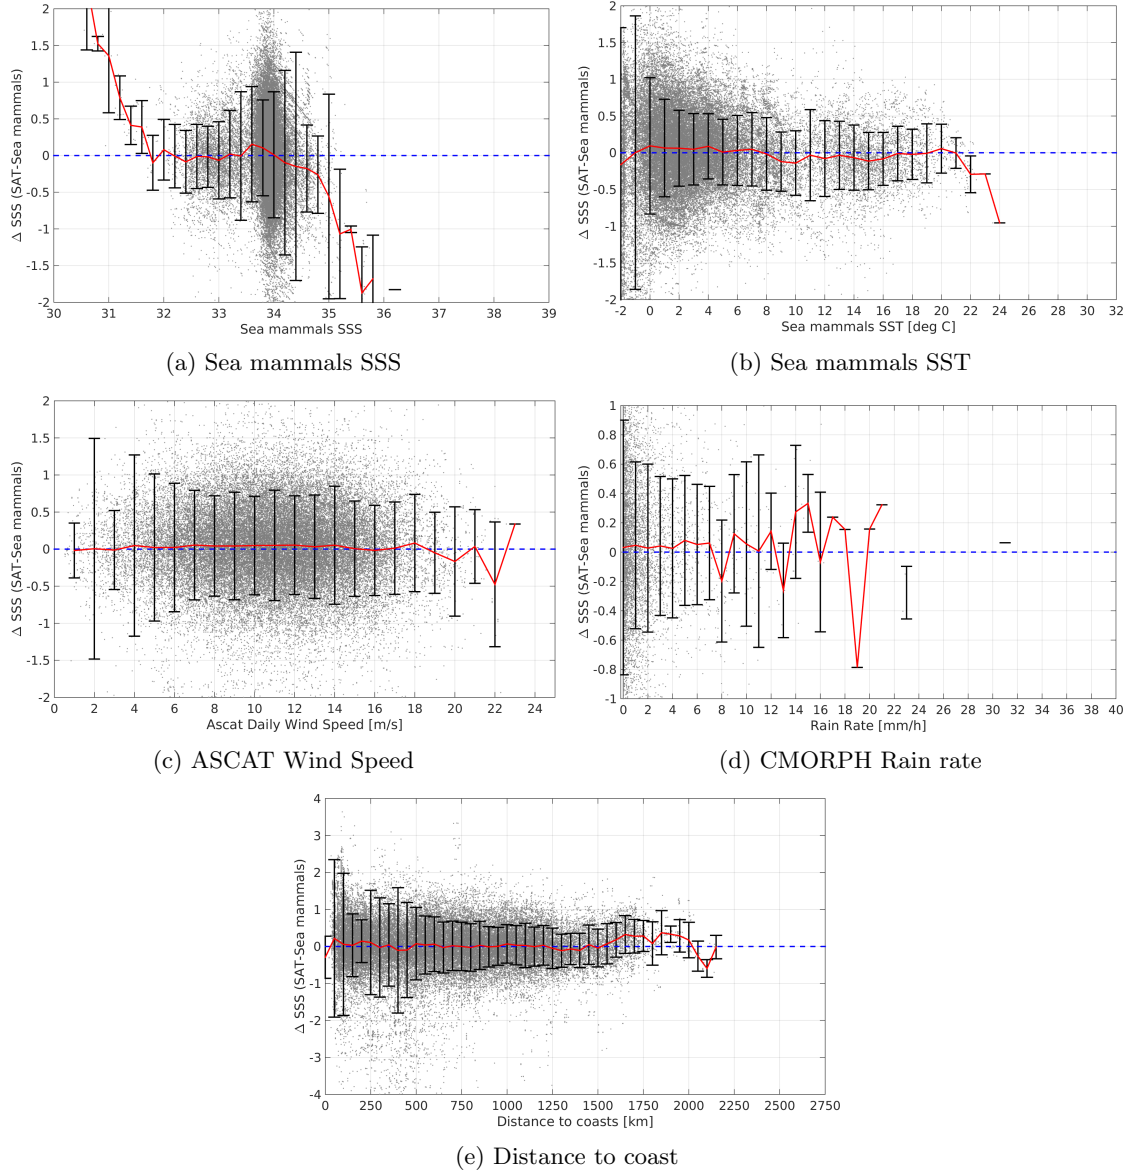 2
1.5
1
0.5
0
-0.5
-1
-1.5
-2
Δ SSS (SAT-Sea mammals)
30 31 32 33 34 35 36 37 38 39
Sea mammals SSS
(a) Sea mammals SSS
2
1.5
1
0.5
0
-0.5
-1
-1.5
-2
Δ SSS (SAT-Sea mammals)
-2 0 2 4 6 8 10 12 14 16 18 20 22 24 26 28 30 32
Sea mammals SST [deg C]
(b) Sea mammals SST
2
1.5
1
0.5
0
-0.5
-1
-1.5
-2
Δ SSS (SAT-Sea mammals)
0 2 4 6 8 10 12 14 16 18 20 22 24
Ascat Daily Wind Speed [m/s]
(c) ASCAT Wind Speed
1
0.8
0.6
0.4
0.2
0
-0.2
-0.4
-0.6
-0.8
-1
Δ SSS (SAT-Sea mammals)
0 2 4 6 8 10 12 14 16 18 20 22 24 26 28 30 32 34 36 38 40
Rain Rate [mm/h]
(d) CMORPH Rain rate
4
3
2
1
0
-1
-2
-3
-4
Δ SSS (SAT-Sea mammals)
0 250 500 750 1000 1250 1500 1750 2000 2250 2500 2750
Distance to coasts [km]
(e) Distance to coast